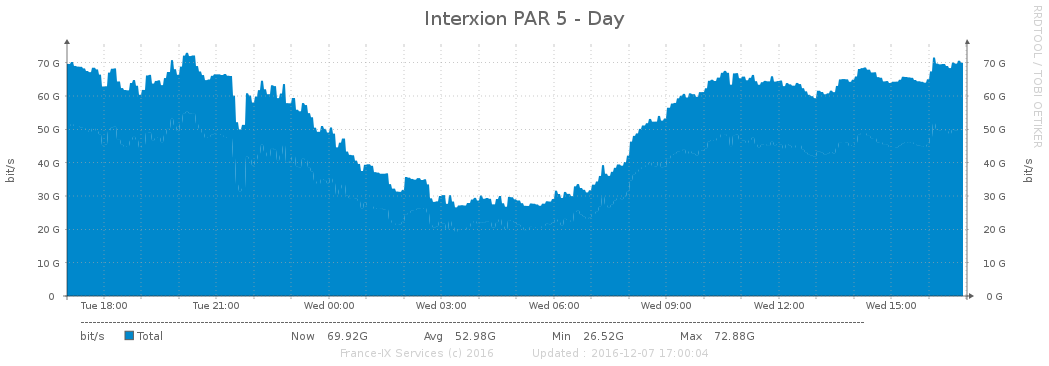 Interxion PAR 5 - Day
RRDTOOL / TOBI OETIKER
bit/s
70 G 70 G
60 G 60 G
50 G 50 G
40 G 40 G
30 G 30 G
20 G 20 G
10 G 10 G
0 0 G
bit/s
Tue 18:00 Tue 21:00 Wed 00:00 Wed 03:00 Wed 06:00 Wed 09:00 Wed 12:00 Wed 15:00
bit/s Total Now 69.92G Avg 52.98G Min 26.52G Max 72.88G
France-IX Services (c) 2016 Updated : 2016-12-07 17:00:04